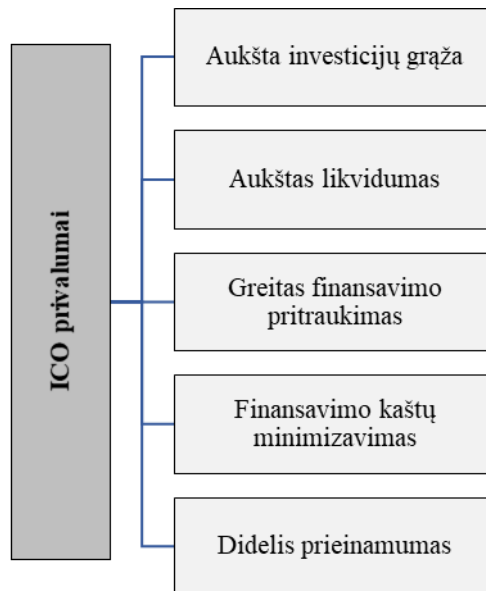 ICO privalumai
Aukšta investicijų grąža
Aukštas likvidumas
Greitas finansavimo
pritraukimas
Finansavimo kaštų
minimizavimas
Didelis prieinamumas